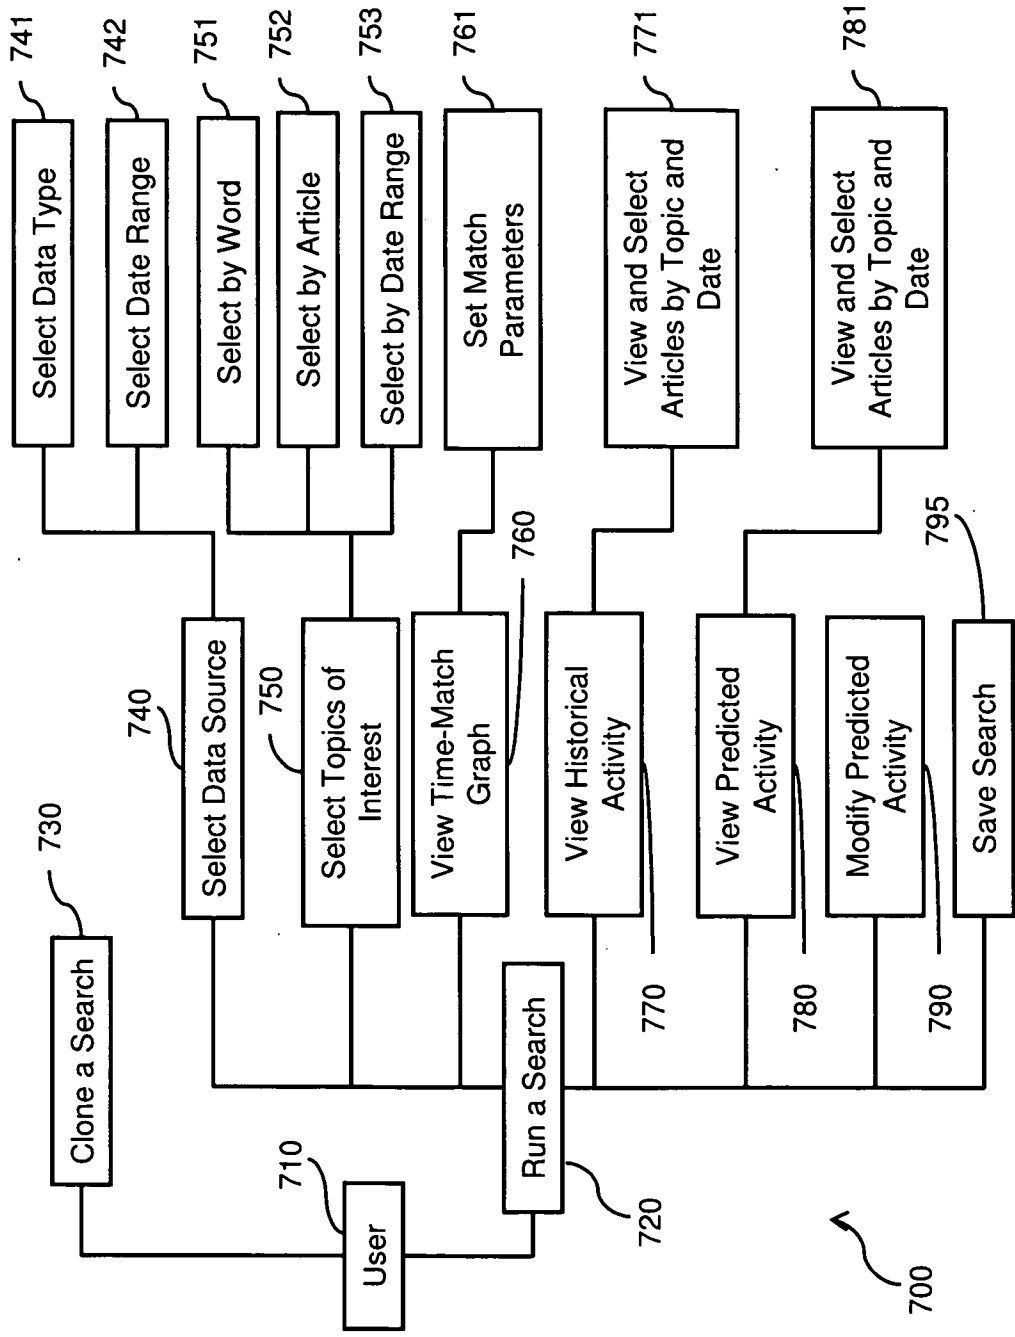 741
Select Data Type
742
Select Date Range
751
Select by Word
752
Select by Article
753
Select by Date Range
761
Set Match
Parameters
771
View and Select
Articles by Topic and
Date
781
View and Select
Articles by Topic and
Date
740
Select Data Source
750
Select Topics of
Interest
760
View Time-Match
Graph
View Historical
Activity
770
View Predicted
Activity
780
Modify Predicted
Activity
790
795
Save Search
730
Clone a Search
710
User
Run a Search
720
700